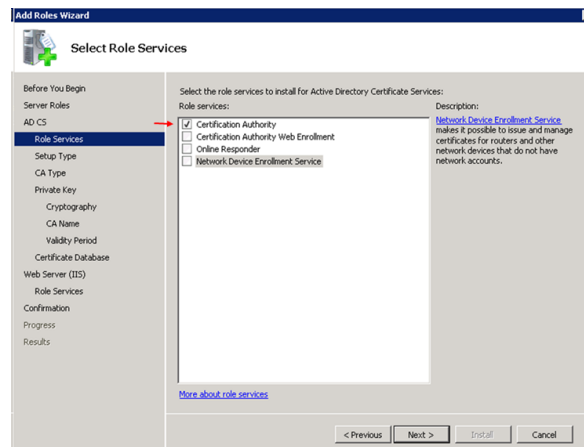 Add Roles Wizard
Select Role Services
Before You Begin
Server Roles
AD CS
Role Services
Setup Type
CA Type
Private Key
Cryptography
CA Name
Validity Period
Certificate Database
Web Server (IIS)
Role Services
Confirmation
Progress
Results
Select the role services to install for Active Directory Certificate Services:
Role services:
Certification Authority
Certification Authority Web Enrollment
Online Responder
Network Device Enrollment Service
Description:
Network Device Enrollment Service
makes it possible to issue and manage
certificates for routers and other
network devices that do not have
network accounts.
More about role services
< Previous
Next >
Install
Cancel